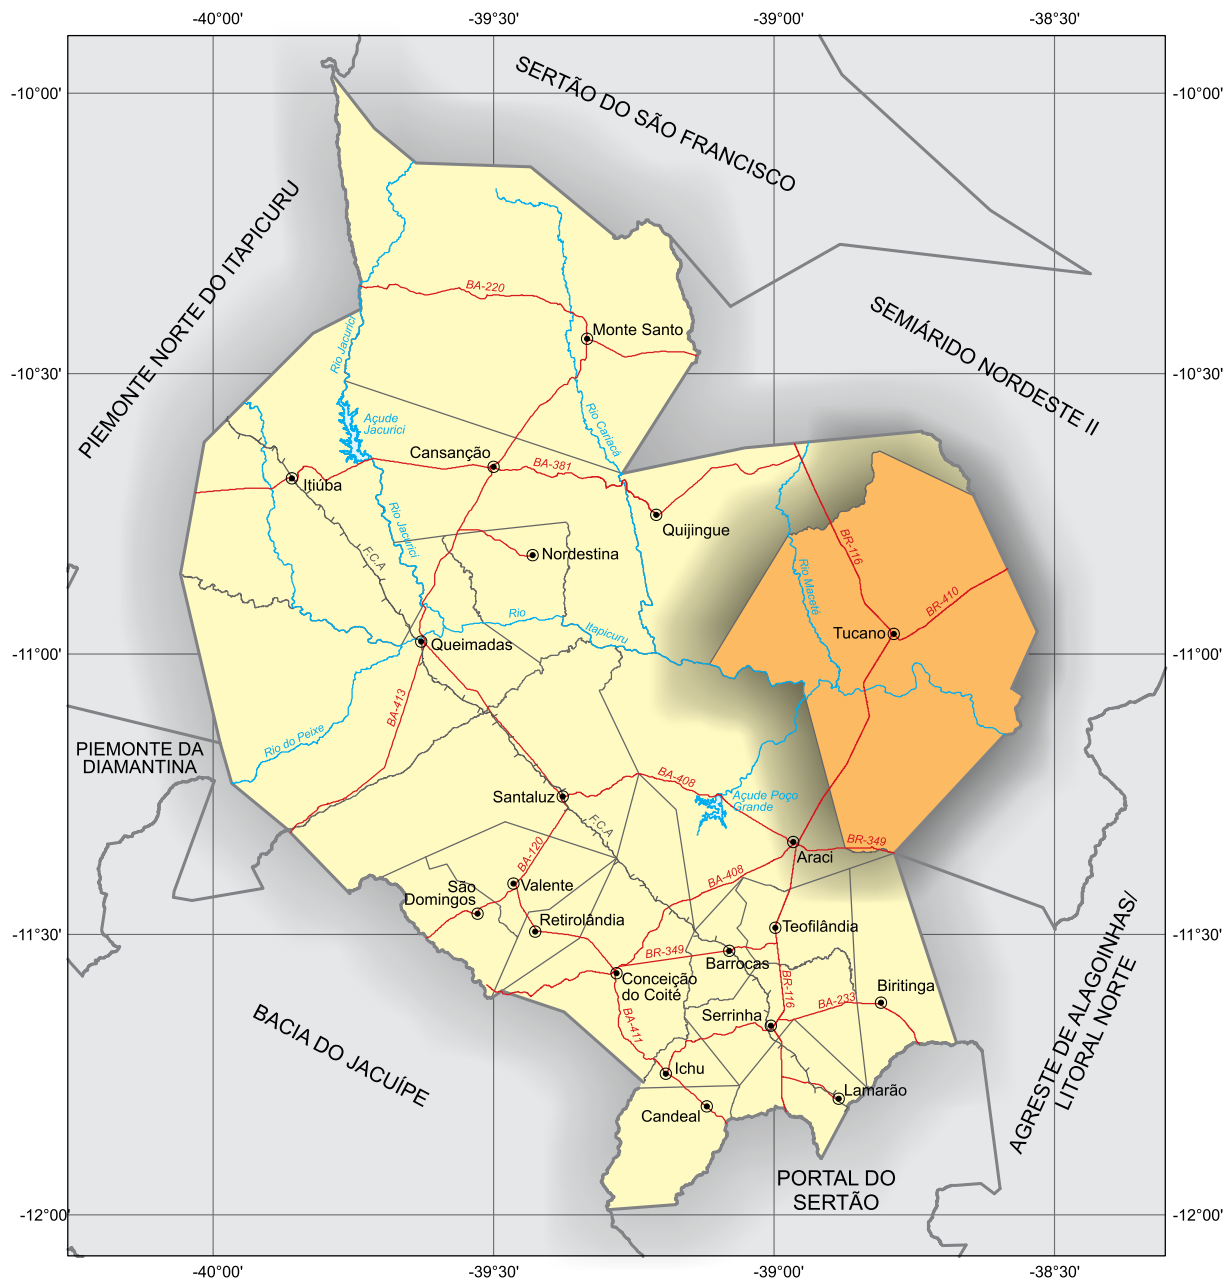 -40°00'
-39°30'
-39°00'
-38°30'
-10°00'
-10°00'
SERTÃO DO SÃO FRANCISCO
PIEMONTE NORTE DO ITAPICURU
BA-220
SEMIÁRIDO NORDESTE II
Monte Santo
Rio Jacurici
-10°30'
-10°30'
Açude
Jacurici
Rio Cariacá
Cansanção
BA-381
Itiúba
Quijingue
Rio Jacurici
F.C.A
Nordestina
BR-116
Rio Maceté
BR-410
Rio
Itapicuru
Tucano
Queimadas
-11°00'
-11°00'
BA-413
Rio do Peixe
PIEMONTE DA
DIAMANTINA
BA-408
Santaluz
Açude Poço
Grande
F.C.A
BA-120
BR-349
Araci
BA-408
São
Domingos
Valente
Retirolândia
Teofilândia
-11°30'
-11°30'
BR-349
Barrocas
Conceição
do Coité
BR-116
Biritinga
BA-233
Serrinha
BA-411
BACIA DO JACUÍPE
AGRESTE DE ALAGOINHAS/
LITORAL NORTE
Ichu
Lamarão
Candeal
PORTAL DO
SERTÃO
-12°00'
-12°00'
-40°00'
-39°30'
-39°00'
-38°30'